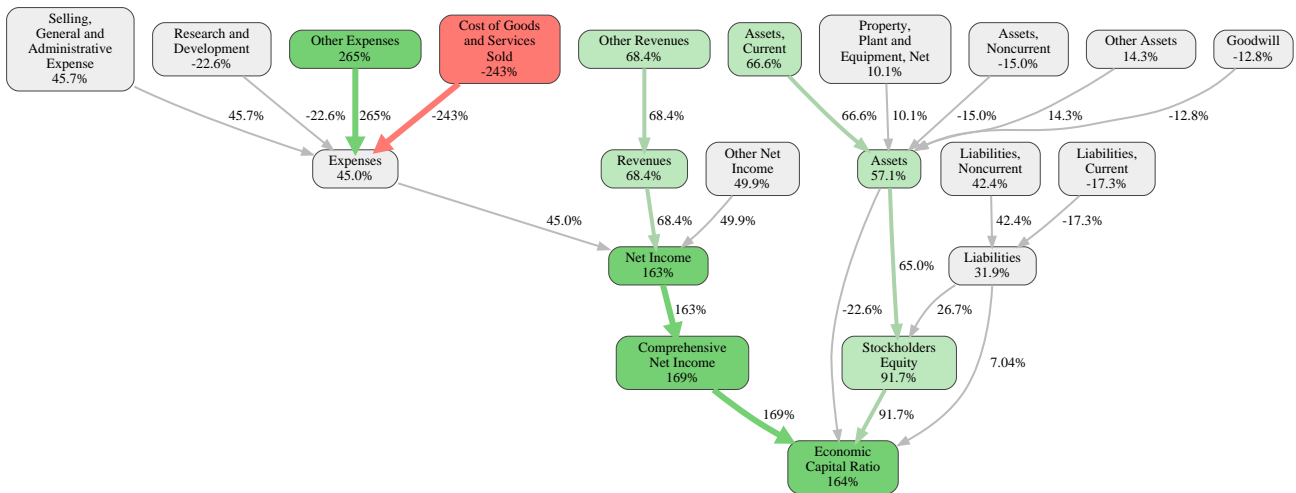 Selling,
General and
Administrative
Expense
45.7%
Research and
Development
-22.6%
Other Expenses
265%
Cost of Goods
and Services
Sold
-243%
Other Revenues
68.4%
Assets,
Current
66.6%
Property,
Plant and
Equipment, Net
10.1%
Assets,
Noncurrent
-15.0%
Other Assets
14.3%
Goodwill
-12.8%
45.7%
-22.6%
265%
-243%
68.4%
66.6%
10.1%
-15.0%
14.3%
-12.8%
Expenses
45.0%
Revenues
68.4%
Other Net
Income
49.9%
Assets
57.1%
Liabilities,
Noncurrent
42.4%
Liabilities,
Current
-17.3%
45.0%
68.4%
49.9%
42.4%
-17.3%
Net Income
163%
65.0%
Liabilities
31.9%
163%
-22.6%
26.7%
Comprehensive
Net Income
169%
Stockholders
Equity
91.7%
7.04%
169%
91.7%
Economic
Capital Ratio
164%